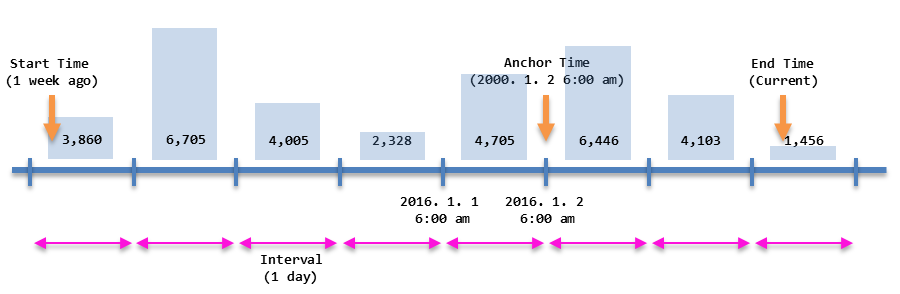 Start Time
(1 week ago)
Anchor Time
(2000. 1. 2 6:00 am)
End Time
(Current)
3,860
6,705
4,005
2,328
4,705
6,446
4,103
1,456
2016. 1. 1
6:00 am
2016. 1. 2
6:00 am
Interval
(1 day)